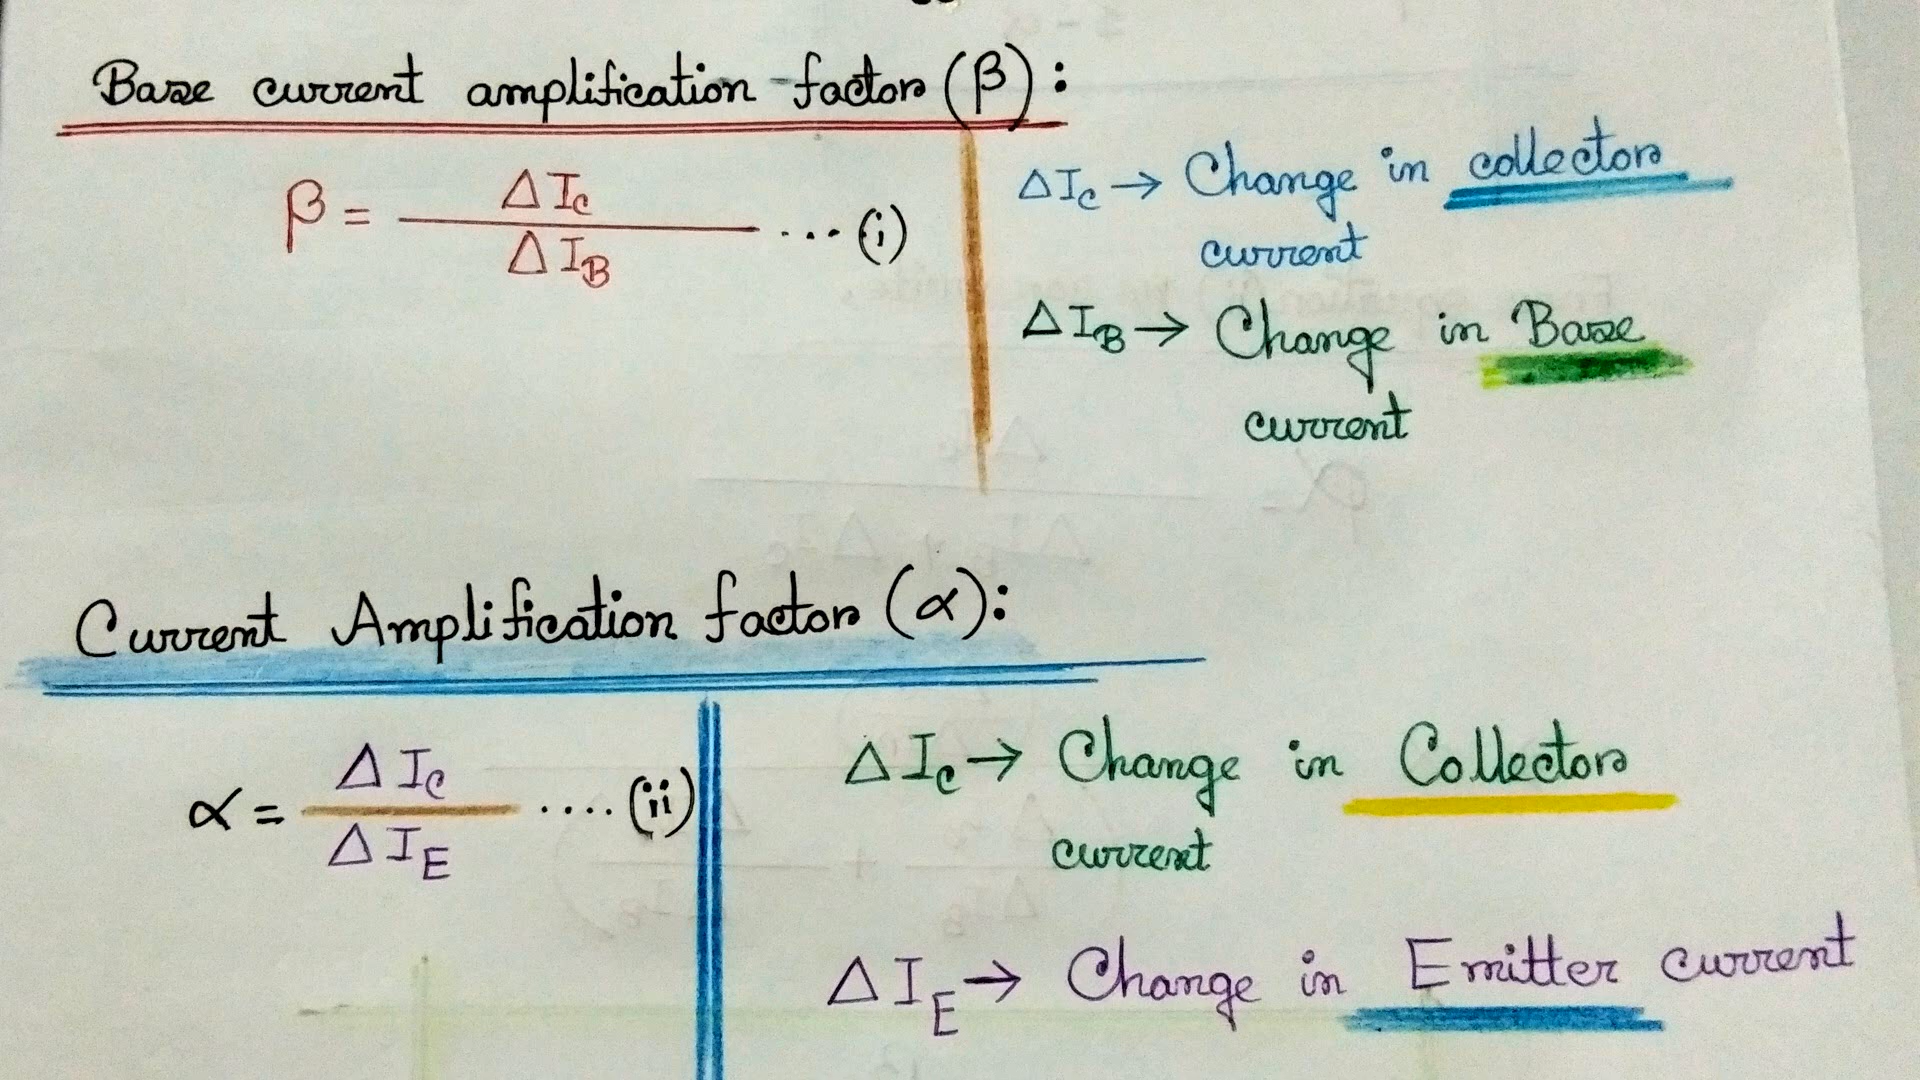 Base current amplification factor (β):
β = ΔIc / ΔIB ... (i)
ΔIc → Change in collector
current
ΔIB → Change in Base
current
Current Amplification factor (α):
α = ΔIc / ΔIE .... (ii)
ΔIc → Change in Collector
current
ΔIE → Change in Emitter current